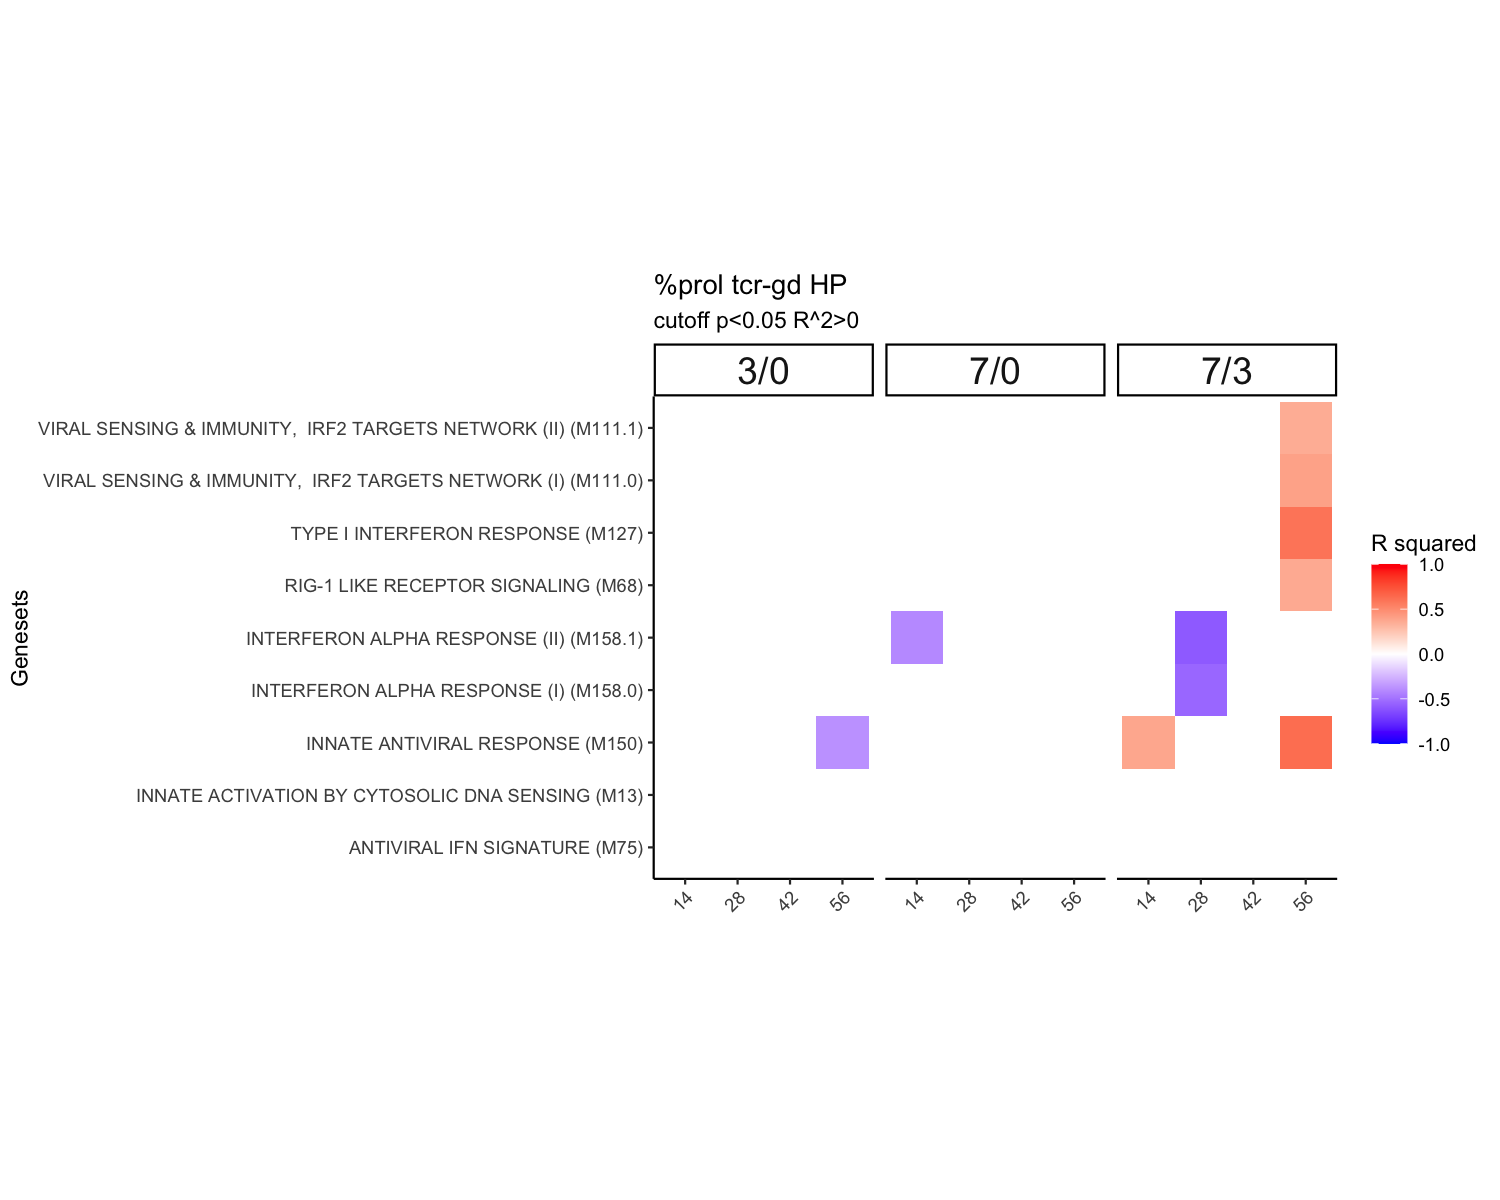 %prol tcr-gd HP
cutoff p<0.05 R^2>0
3/0 7/0 7/3
VIRAL SENSING & IMMUNITY,  IRF2 TARGETS NETWORK (II) (M111.1)
VIRAL SENSING & IMMUNITY,  IRF2 TARGETS NETWORK (I) (M111.0)
TYPE I INTERFERON RESPONSE (M127)
RIG-1 LIKE RECEPTOR SIGNALING (M68)
INTERFERON ALPHA RESPONSE (II) (M158.1)
INTERFERON ALPHA RESPONSE (I) (M158.0)
INNATE ANTIVIRAL RESPONSE (M150)
INNATE ACTIVATION BY CYTOSOLIC DNA SENSING (M13)
ANTIVIRAL IFN SIGNATURE (M75)
Genesets
14 28 42 56 14 28 42 56 14 28 42 56
R squared
1.0
0.5
0.0
-0.5
-1.0